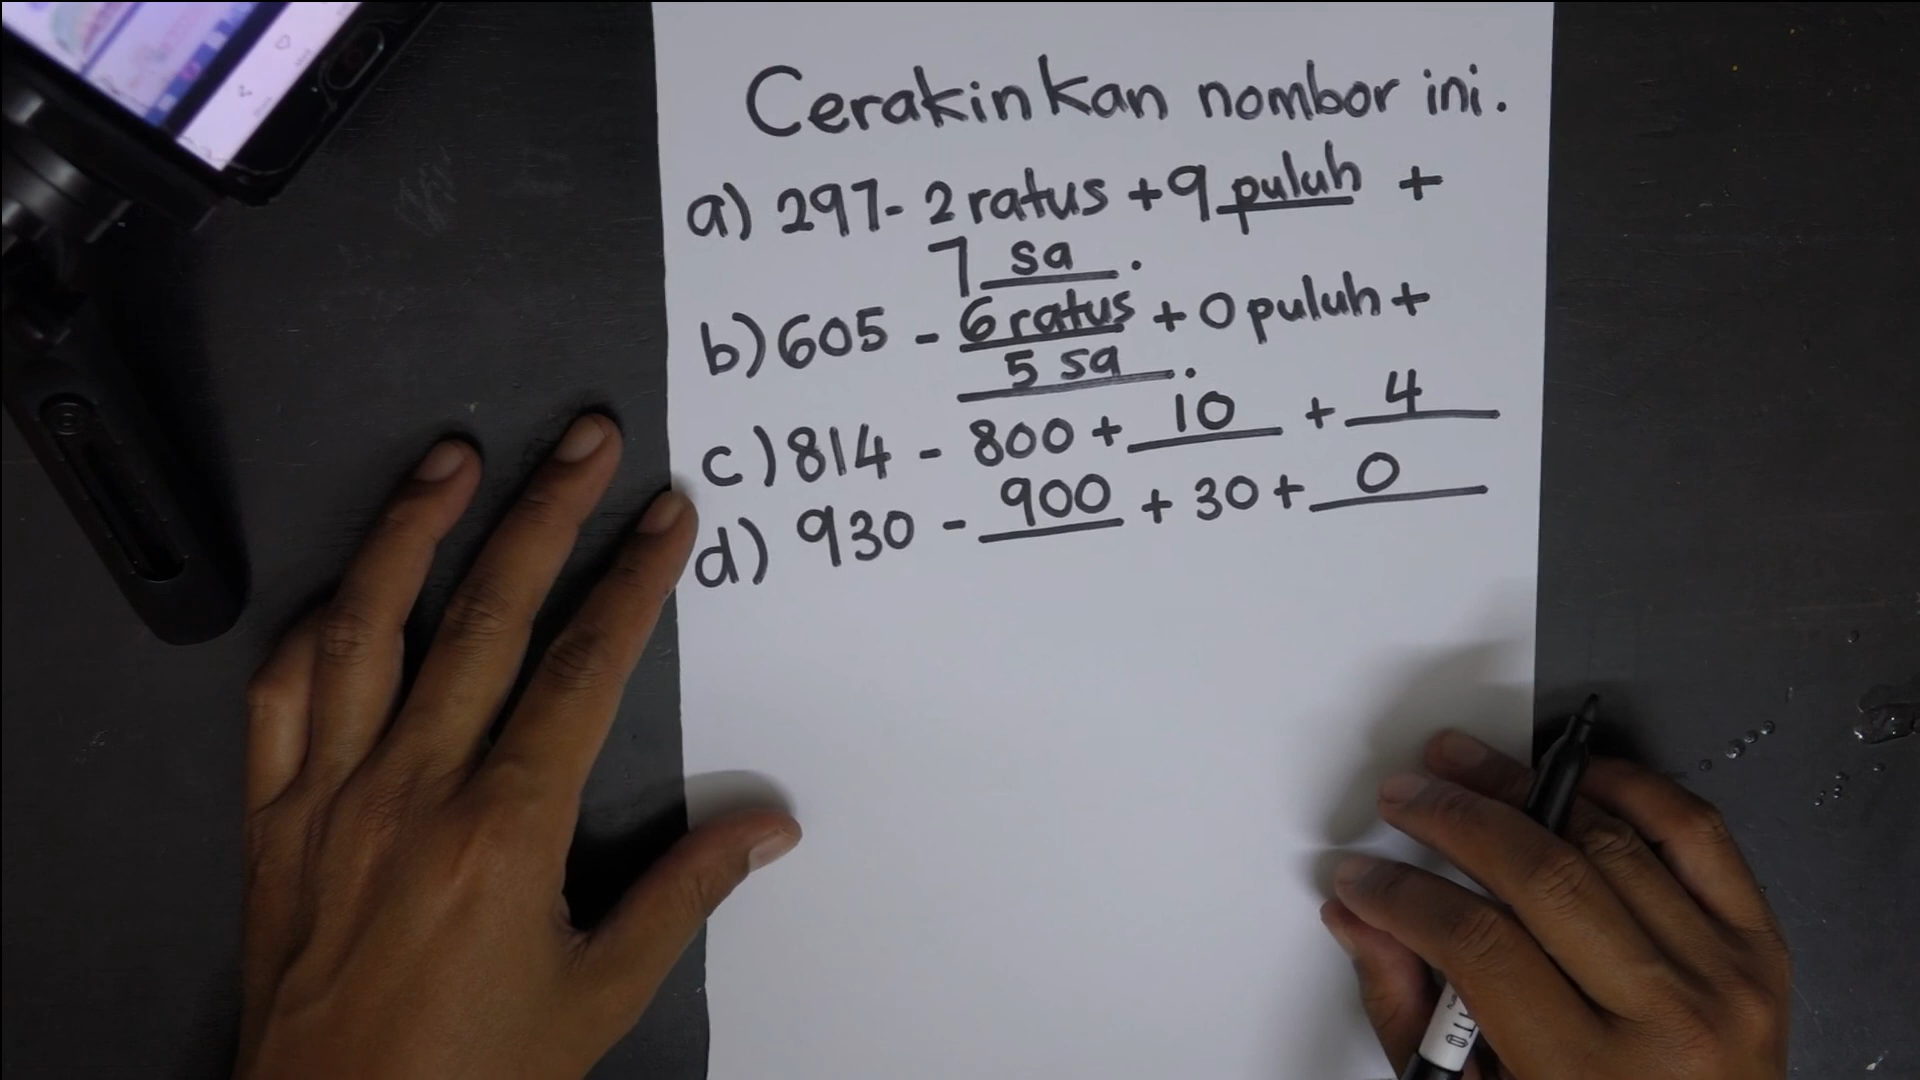 Cerakinkan nombor ini.
a) 297 - 2 ratus + 9 puluh +
7 sa.
b) 605 - 6 ratus + 0 puluh +
5 sa.
c) 814 - 800 + 10 + 4
d) 930 - 900 + 30 + 0